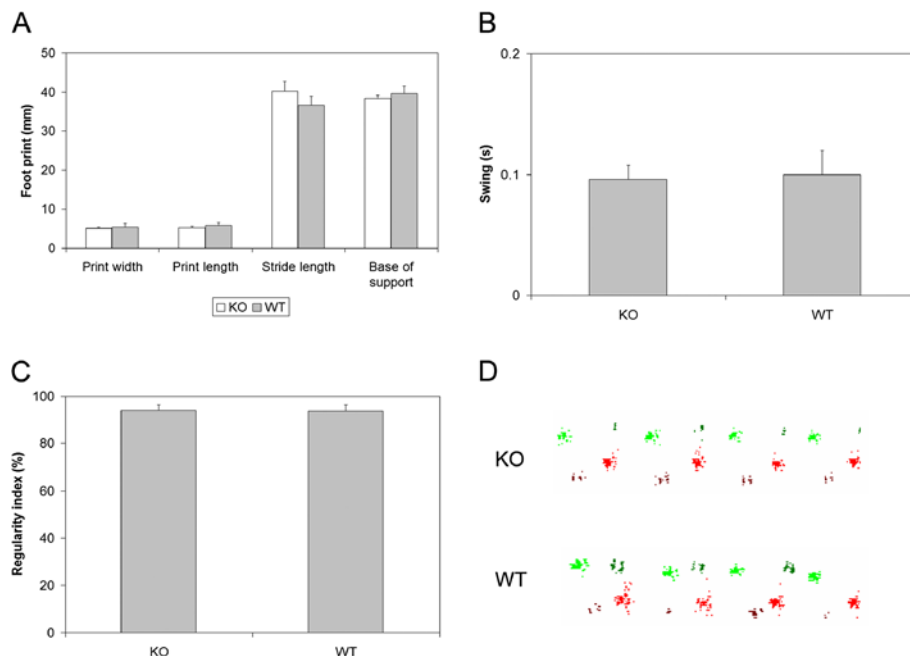 A
50
40
30
20
10
0
Foot print (mm)
Print width
Print length
Stride length
Base of
support
KO
WT
B
0.2
0.1
0
Swing (s)
KO
WT
C
100
80
60
40
20
0
Regularity index (%)
KO
WT
D
KO
WT